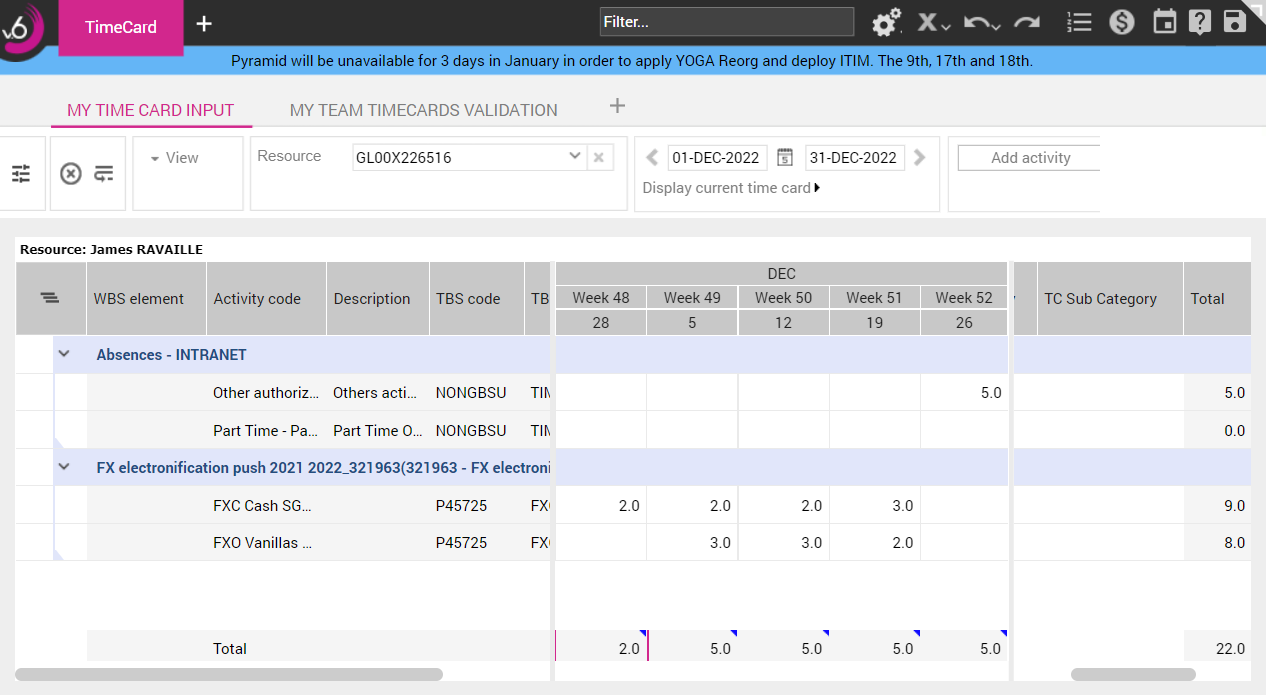 v6 TimeCard + Filter...
Pyramid will be unavailable for 3 days in January in order to apply YOGA Reorg and deploy ITIM. The 9th, 17th and 18th.
MY TIME CARD INPUT MY TEAM TIMECARDS VALIDATION +
View Resource GL00X226516 01-DEC-2022 5 31-DEC-2022 Add activity
Display current time card
Resource: James RAVAILLE
DEC
WBS element Activity code Description TBS code TB Week 48 Week 49 Week 50 Week 51 Week 52 TC Sub Category Total
28 5 12 19 26
Absences - INTRANET
Other authoriz... Others acti... NONGBSU TIM 5.0 5.0
Part Time - Pa... Part Time O... NONGBSU TIM 0.0
FX electronification push 2021 2022_321963(321963 - FX electroni
FXC Cash SG... P45725 FX 2.0 2.0 2.0 3.0 9.0
FXO Vanillas ... P45725 FX 3.0 3.0 2.0 8.0
Total 2.0 5.0 5.0 5.0 5.0 22.0